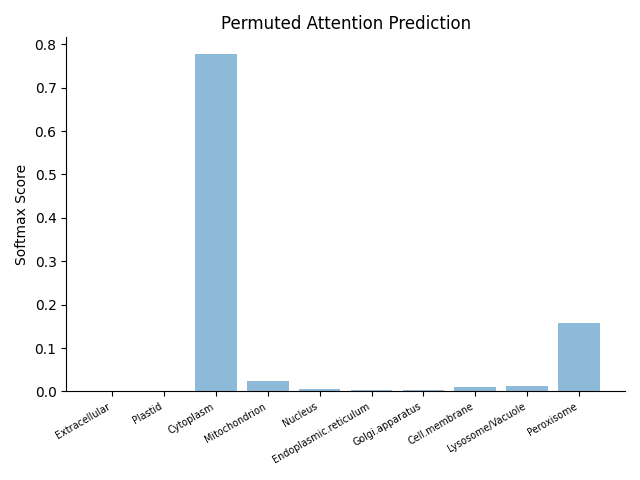 Permuted Attention Prediction
Softmax Score
0.8
0.7
0.6
0.5
0.4
0.3
0.2
0.1
0.0
Extracellular
Plastid
Cytoplasm
Mitochondrion
Nucleus
Endoplasmic.reticulum
Golgi.apparatus
Cell.membrane
Lysosome/Vacuole
Peroxisome